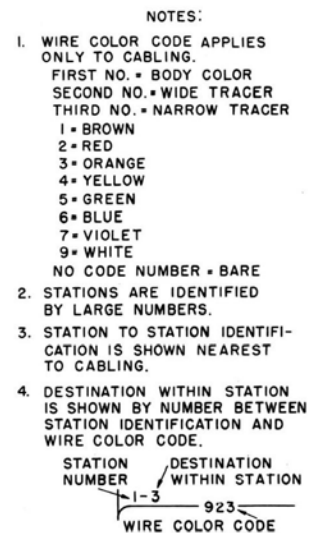 NOTES:
1. WIRE COLOR CODE APPLIES
ONLY TO CABLING.
FIRST NO. = BODY COLOR
SECOND NO. = WIDE TRACER
THIRD NO. = NARROW TRACER
1 = BROWN
2 = RED
3 = ORANGE
4 = YELLOW
5 = GREEN
6 = BLUE
7 = VIOLET
9 = WHITE
NO CODE NUMBER = BARE
2. STATIONS ARE IDENTIFIED
BY LARGE NUMBERS.
3. STATION TO STATION IDENTIFI-
CATION IS SHOWN NEAREST
TO CABLING.
4. DESTINATION WITHIN STATION
IS SHOWN BY NUMBER BETWEEN
STATION IDENTIFICATION AND
WIRE COLOR CODE.
STATION DESTINATION
NUMBER WITHIN STATION
1-3
923
WIRE COLOR CODE